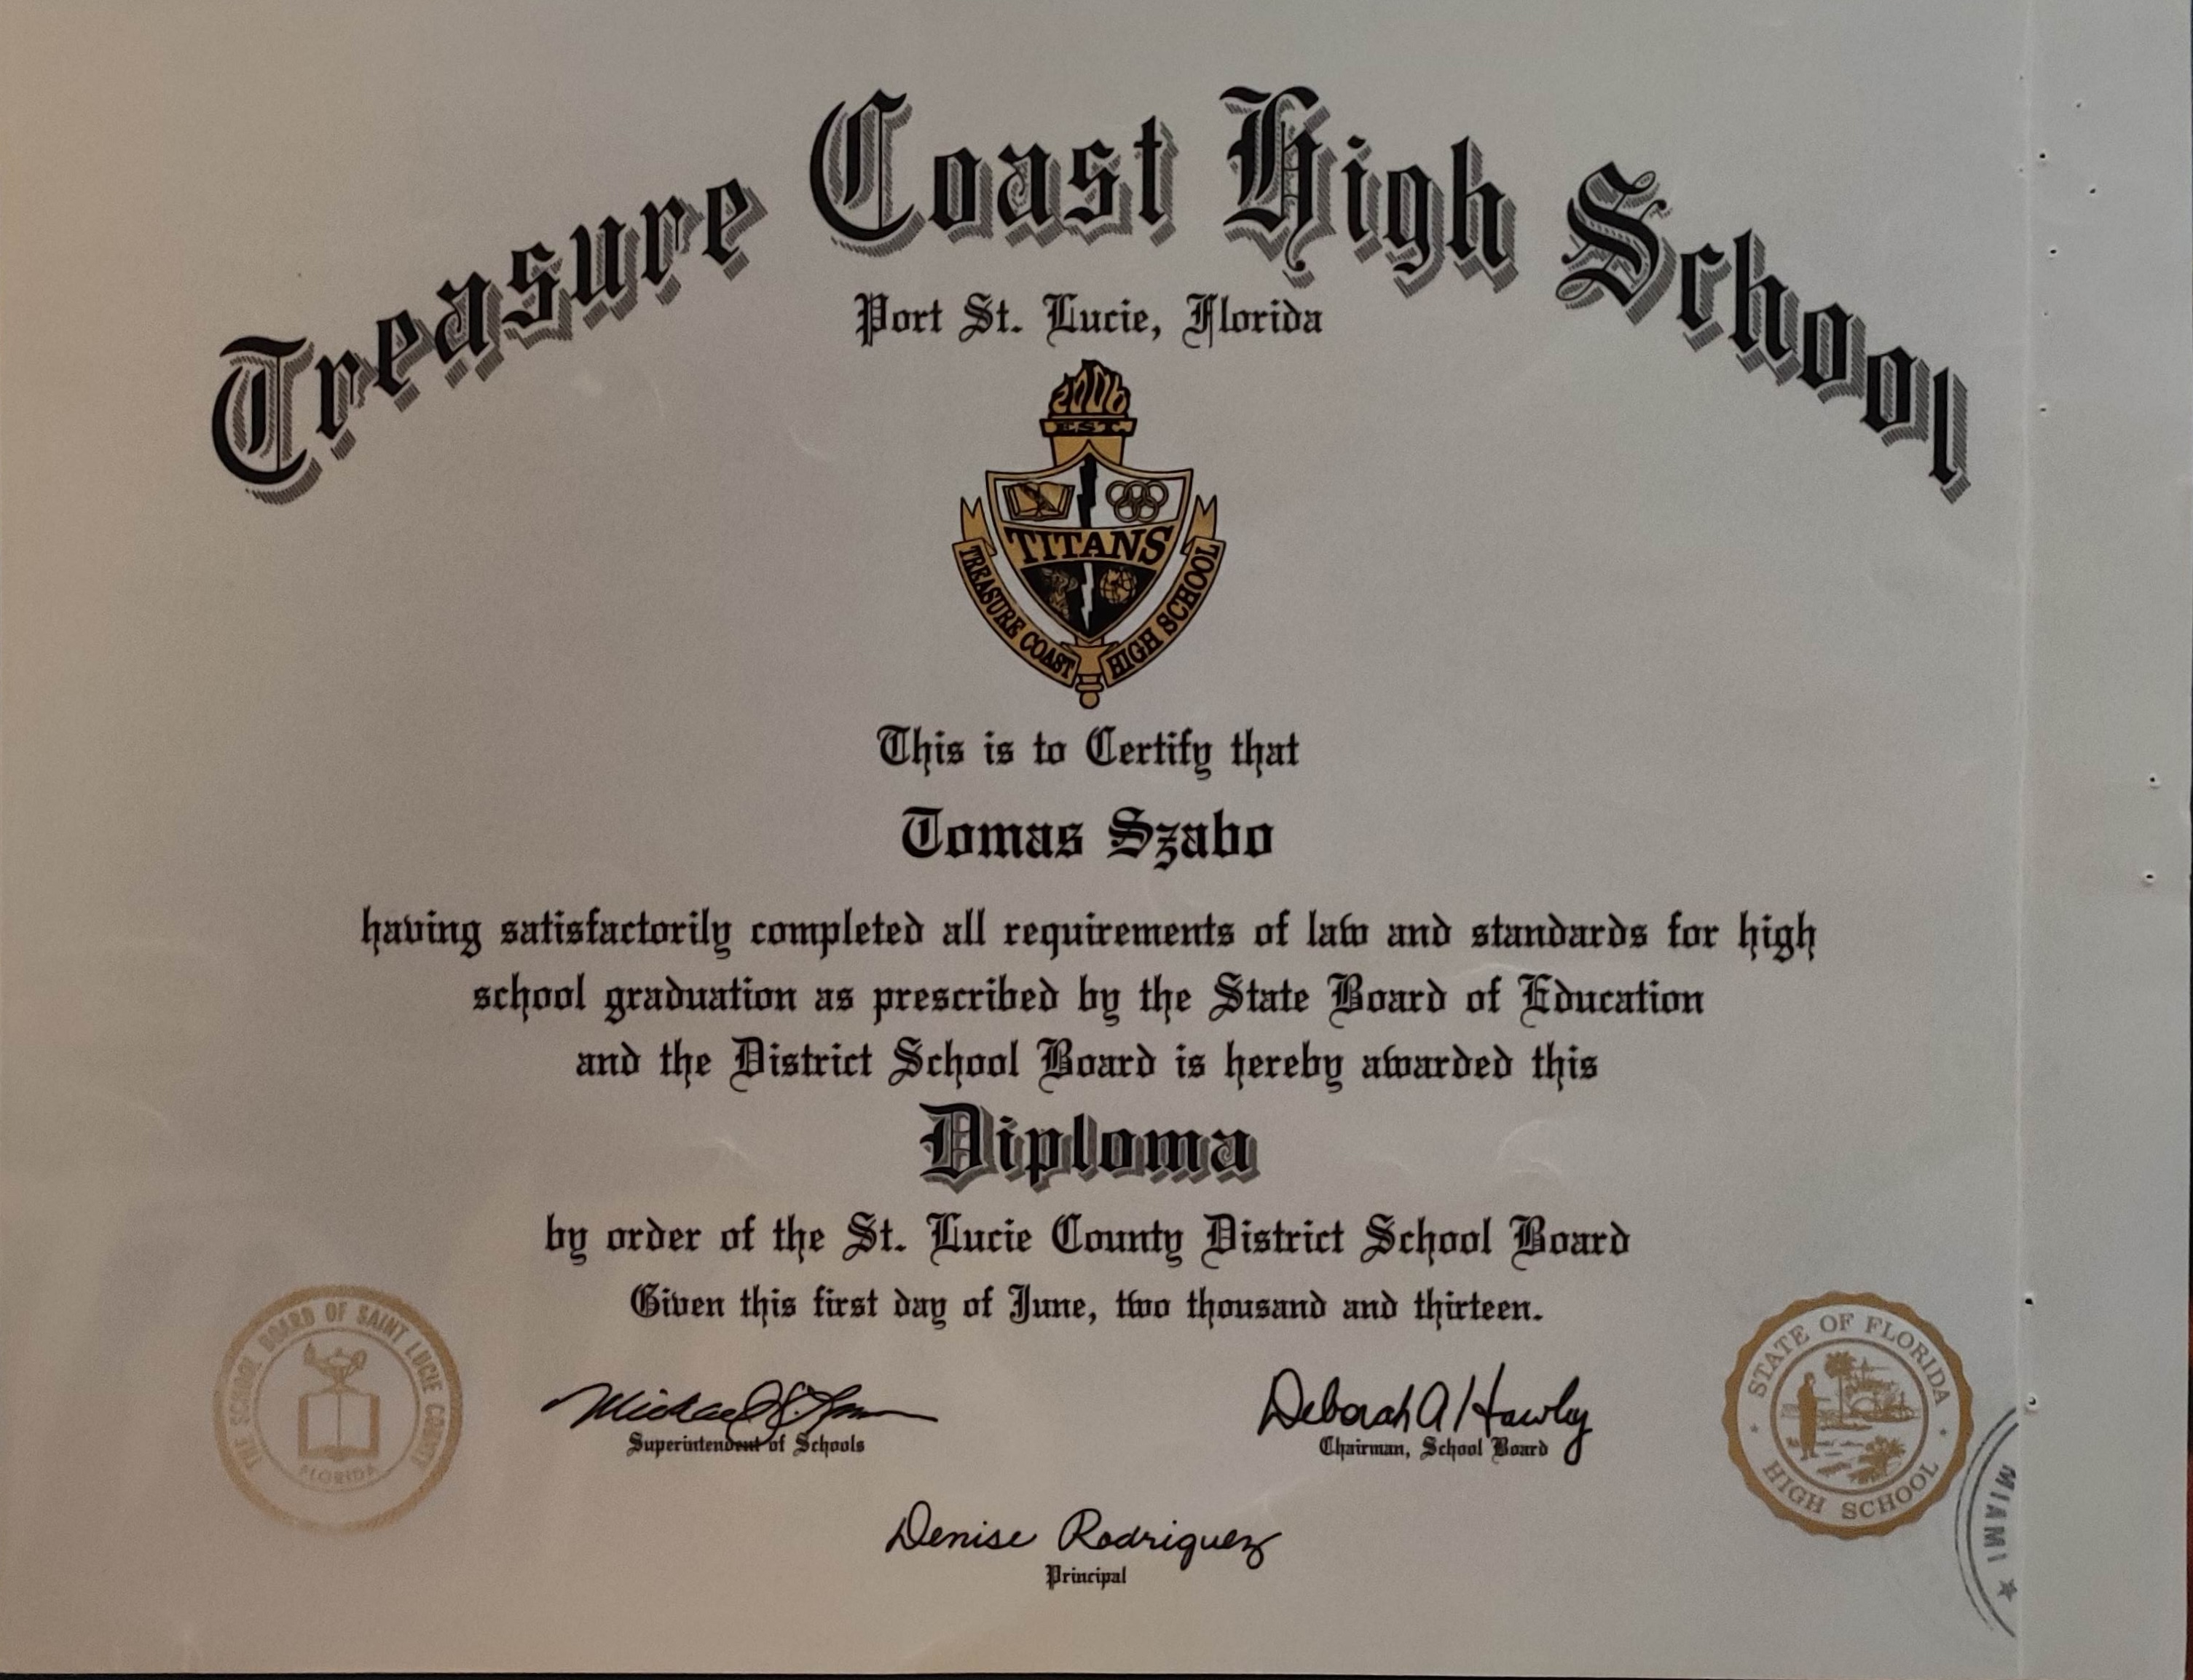 Treasure Coast High School
Port St. Lucie, Florida
2006
EST.
TITANS
TREASURE COAST HIGH SCHOOL
This is to Certify that
Tomas Szabo
having satisfactorily completed all requirements of law and standards for high
school graduation as prescribed by the State Board of Education
and the District School Board is hereby awarded this
Diploma
by order of the St. Lucie County District School Board
Given this first day of June, two thousand and thirteen.
THE SCHOOL BOARD OF SAINT LUCIE COUNTY
FLORIDA
Michael
Superintendent of Schools
Deborah A Hawley
Chairman, School Board
STATE OF FLORIDA
HIGH SCHOOL
MIAMI
Denise Rodriguez
Principal